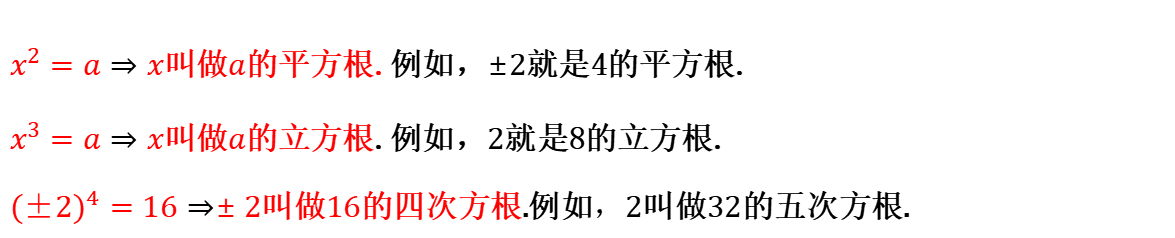 x² = a ⇒ x叫做a的平方根. 例如，±2就是4的平方根.
x³ = a ⇒ x叫做a的立方根. 例如，2就是8的立方根.
(±2)⁴ = 16 ⇒± 2叫做16的四次方根.例如，2叫做32的五次方根.